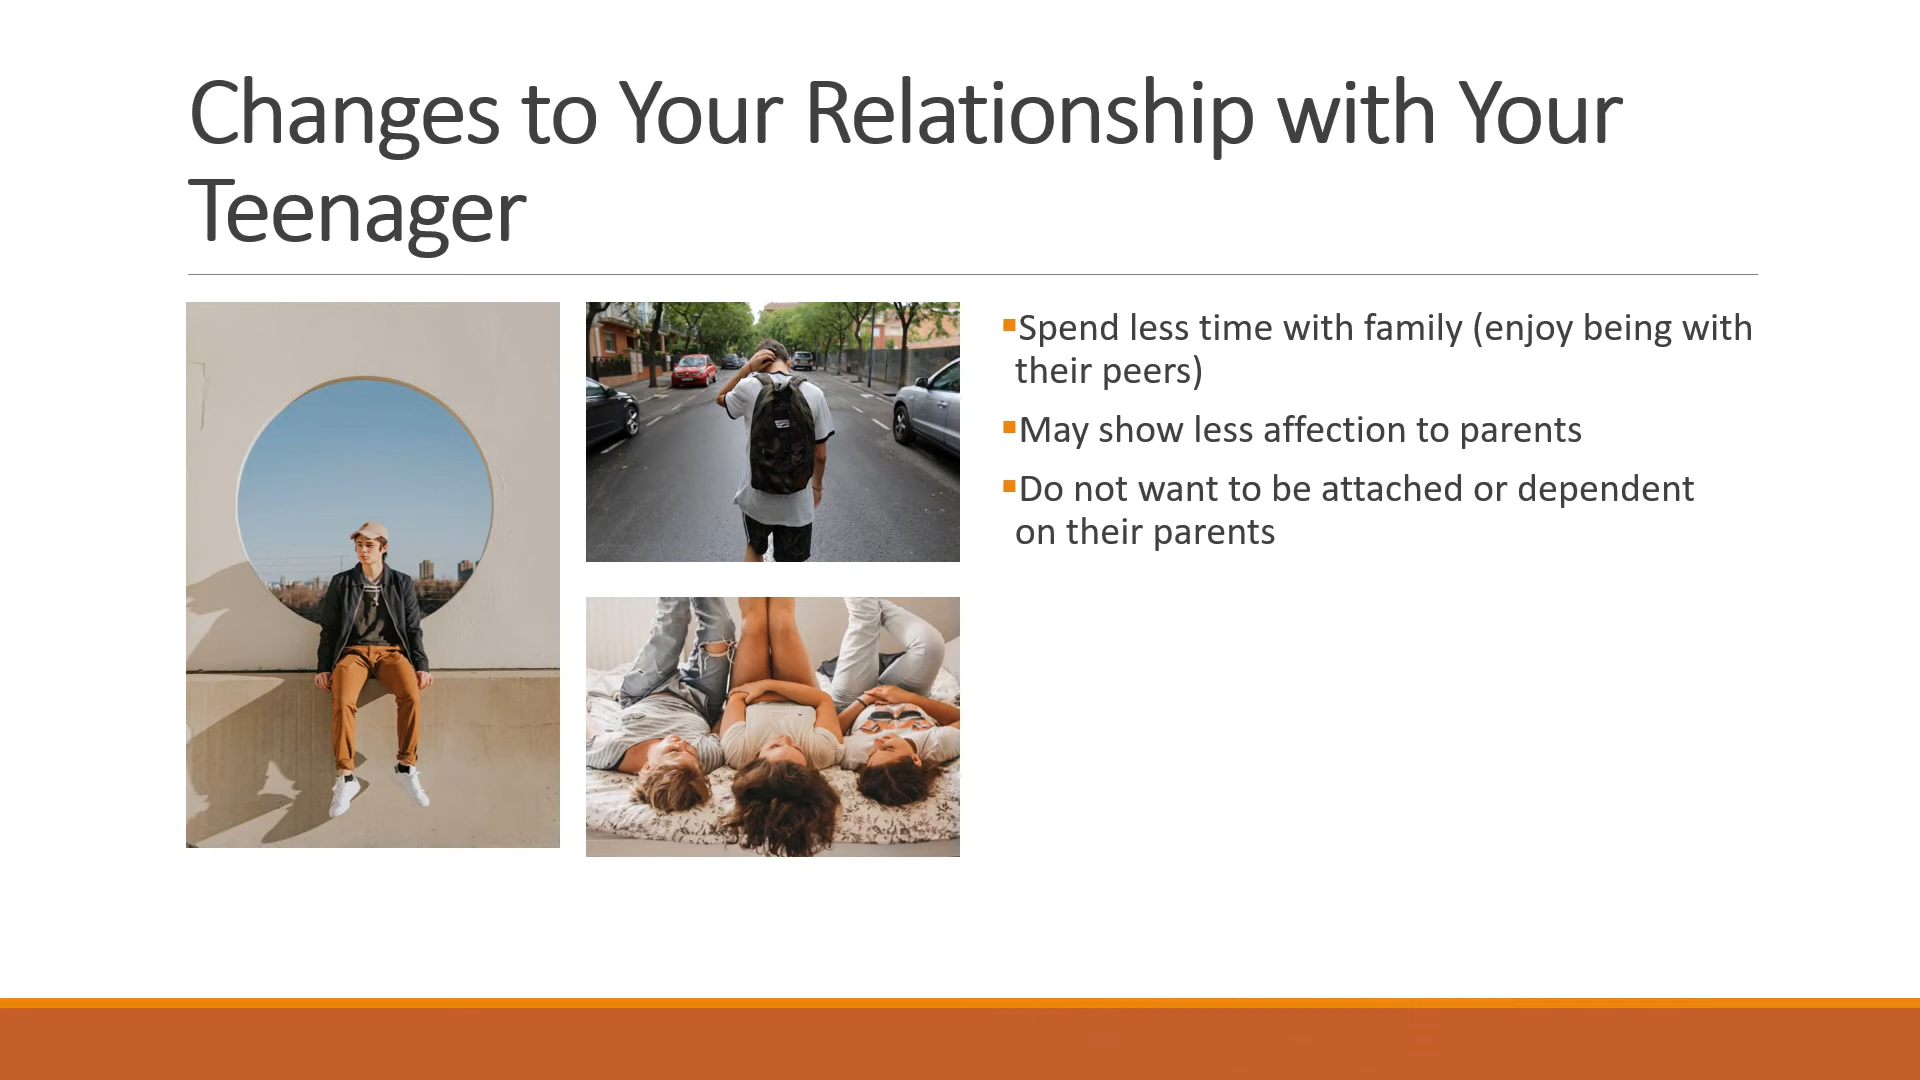 Changes to Your Relationship with Your
Teenager
▪Spend less time with family (enjoy being with
their peers)
▪May show less affection to parents
▪Do not want to be attached or dependent
on their parents